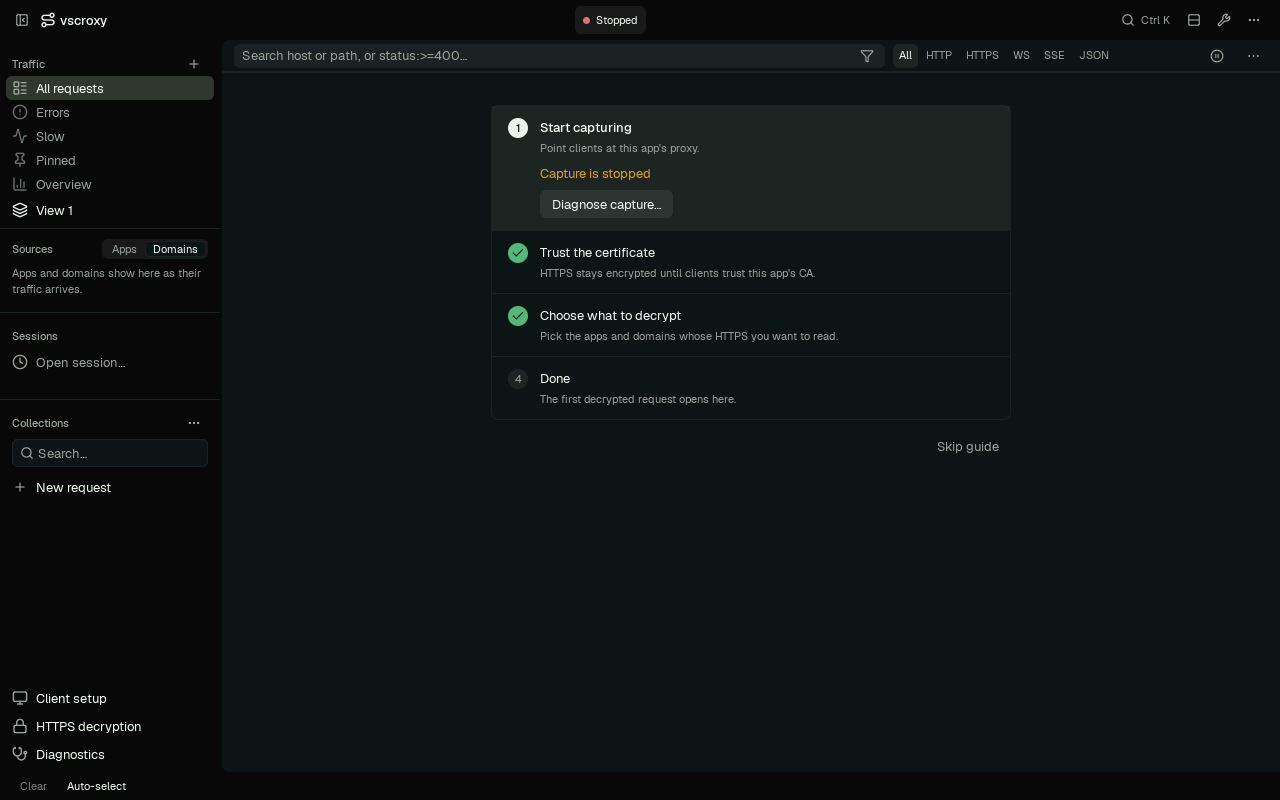 vscroxy
Stopped
Ctrl K
Traffic
All requests
Errors
Slow
Pinned
Overview
View 1
Sources
Apps
Domains
Apps and domains show here as their
traffic arrives.
Sessions
Open session...
Collections
Search...
New request
Client setup
HTTPS decryption
Diagnostics
Clear
Auto-select
Search host or path, or status:>=400...
All
HTTP
HTTPS
WS
SSE
JSON
1
Start capturing
Point clients at this app's proxy.
Capture is stopped
Diagnose capture...
Trust the certificate
HTTPS stays encrypted until clients trust this app's CA.
Choose what to decrypt
Pick the apps and domains whose HTTPS you want to read.
4
Done
The first decrypted request opens here.
Skip guide